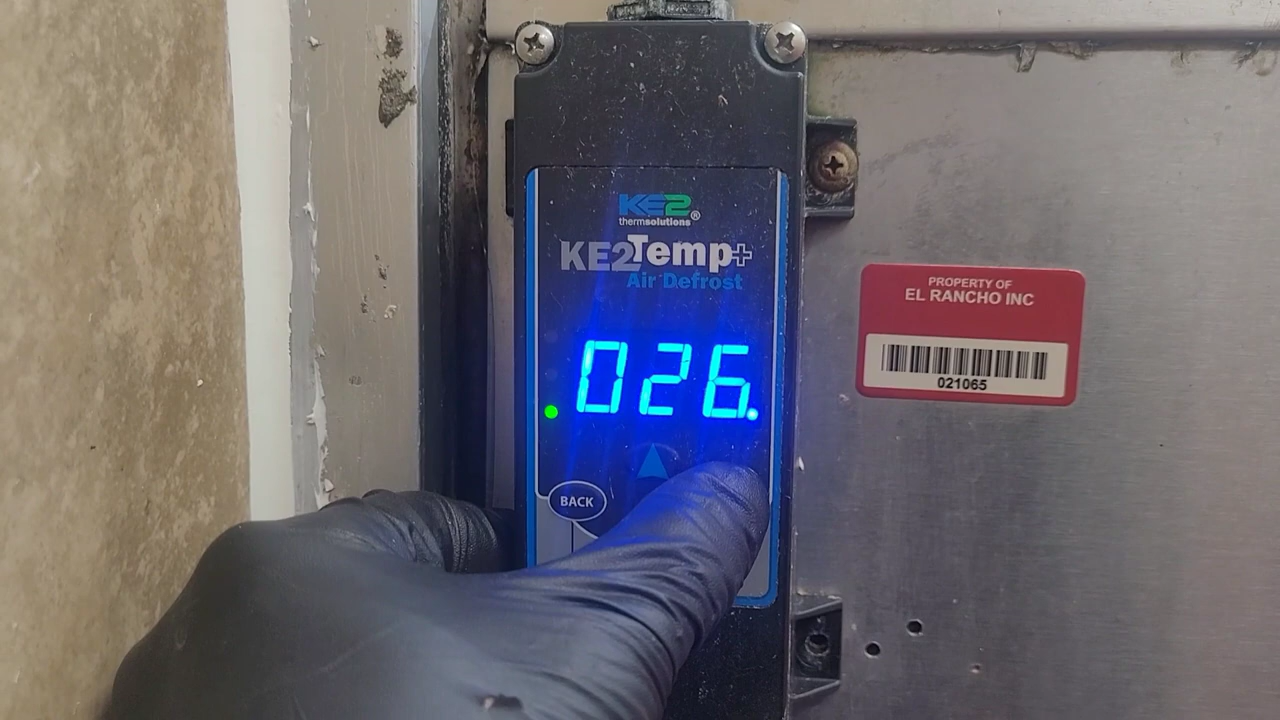 KE2
thermsolutions®
KE2Temp+
Air Defrost
026.
BACK
PROPERTY OF
EL RANCHO INC
021065